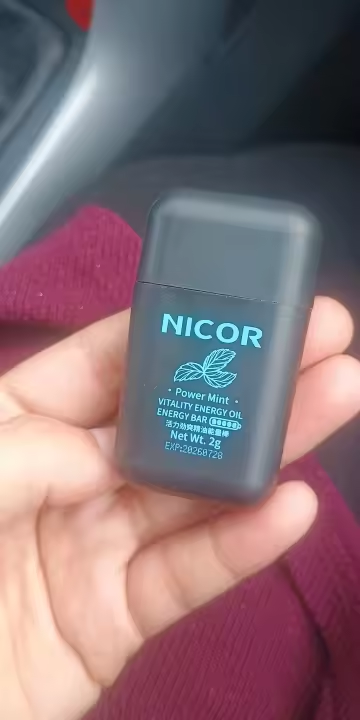 NICOR
• Power Mint •
VITALITY ENERGY OIL
ENERGY BAR
活力劲爽精油能量棒
Net Wt. 2g
EXP:20260728